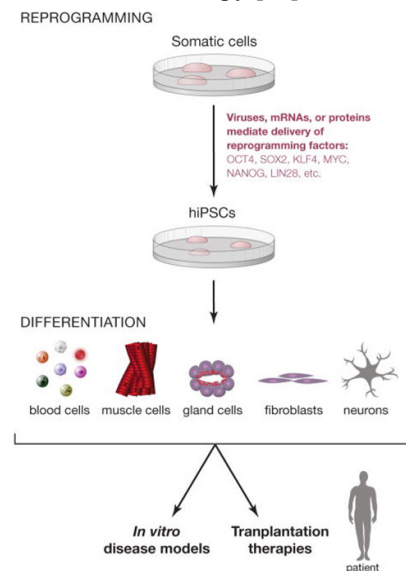 REPROGRAMMING
Somatic cells
Viruses, mRNAs, or proteins
mediate delivery of
reprogramming factors:
OCT4, SOX2, KLF4, MYC,
NANOG, LIN28, etc.
hiPSCs
DIFFERENTIATION
blood cells muscle cells gland cells fibroblasts neurons
In vitro
disease models
Tranplantation
therapies
patient